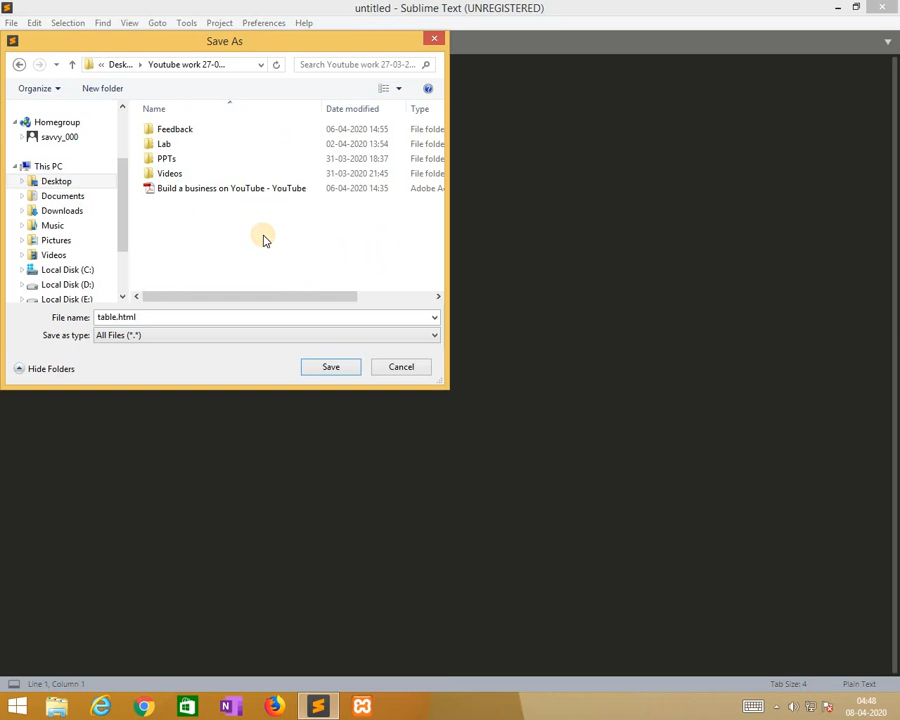 untitled - Sublime Text (UNREGISTERED)
File Edit Selection Find View Goto Tools Project Preferences Help
Save As
« Desk... Youtube work 27-0... Search Youtube work 27-03-2...
Organize New folder
Name Date modified Type
Homegroup
savvy_000
This PC
Desktop
Documents
Downloads
Music
Pictures
Videos
Local Disk (C:)
Local Disk (D:)
Local Disk (E:)
Feedback 06-04-2020 14:55 File folde
Lab 02-04-2020 13:54 File folde
PPTs 31-03-2020 18:37 File folde
Videos 31-03-2020 21:45 File folde
Build a business on YouTube - YouTube 06-04-2020 14:35 Adobe A
File name: table.html
Save as type: All Files (*.*)
Hide Folders Save Cancel
Line 1, Column 1 Tab Size: 4 Plain Text
04:48
08-04-2020